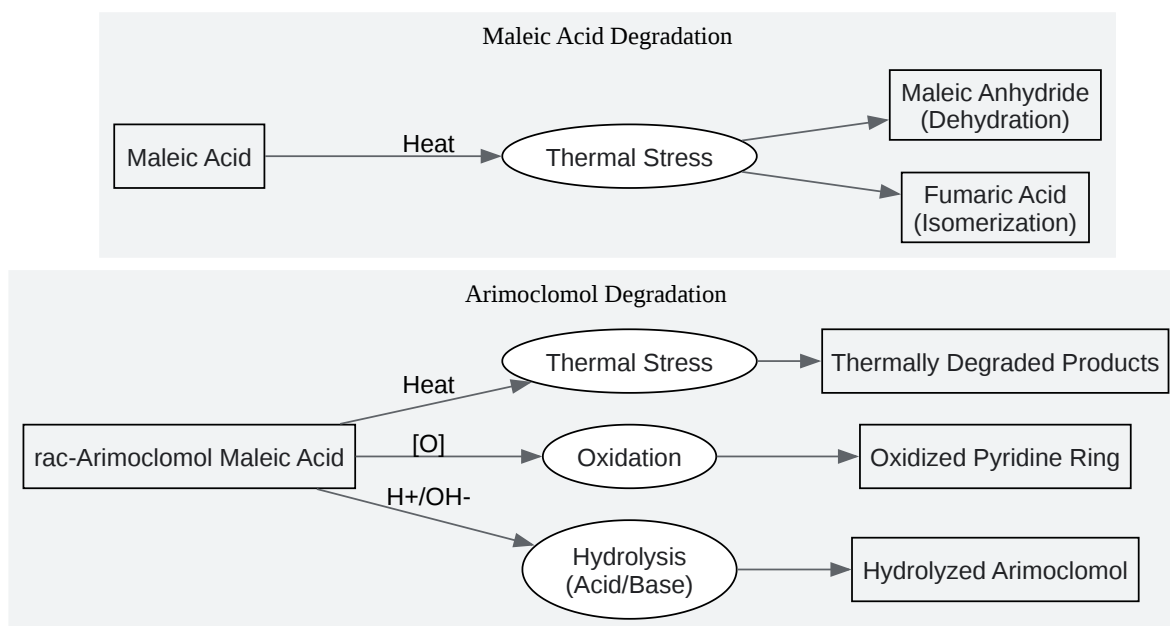 Maleic Acid Degradation
Maleic Acid
Heat
Thermal Stress
Maleic Anhydride
(Dehydration)
Fumaric Acid
(Isomerization)
Arimoclomol Degradation
rac-Arimoclomol Maleic Acid
Heat
Thermal Stress
Thermally Degraded Products
[O]
Oxidation
Oxidized Pyridine Ring
H+/OH-
Hydrolysis
(Acid/Base)
Hydrolyzed Arimoclomol